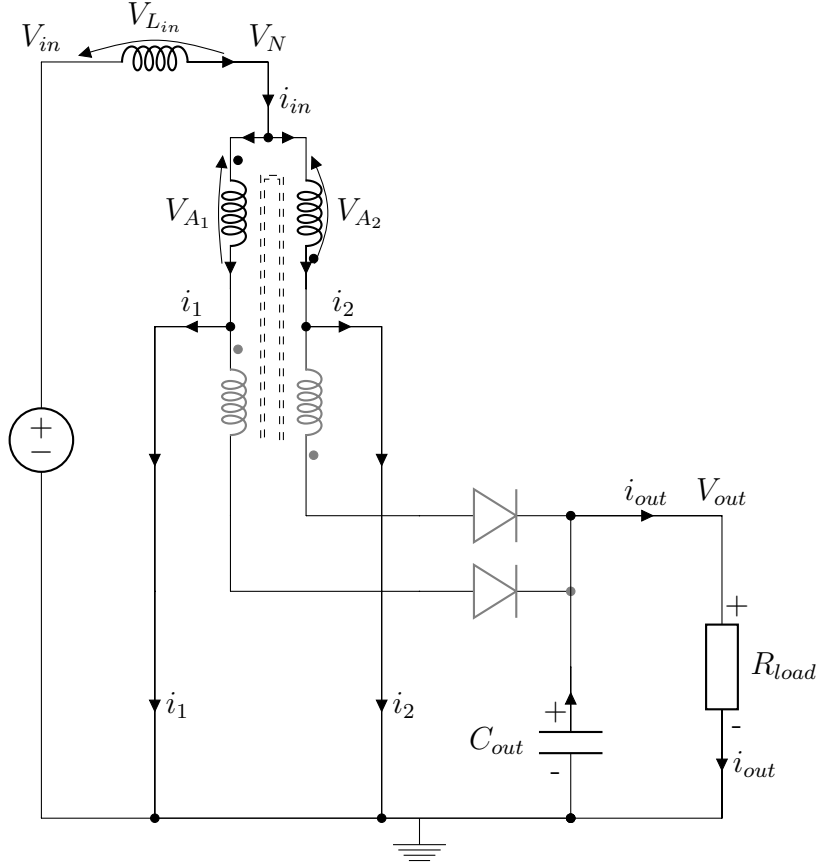 V_{L_{in}}
V_{in}
V_N
i_{in}
V_{A_1}
V_{A_2}
i_1
i_2
+
−
i_{out}
V_{out}
+
R_{load}
-
i_1
i_2
+
C_{out}
-
i_{out}